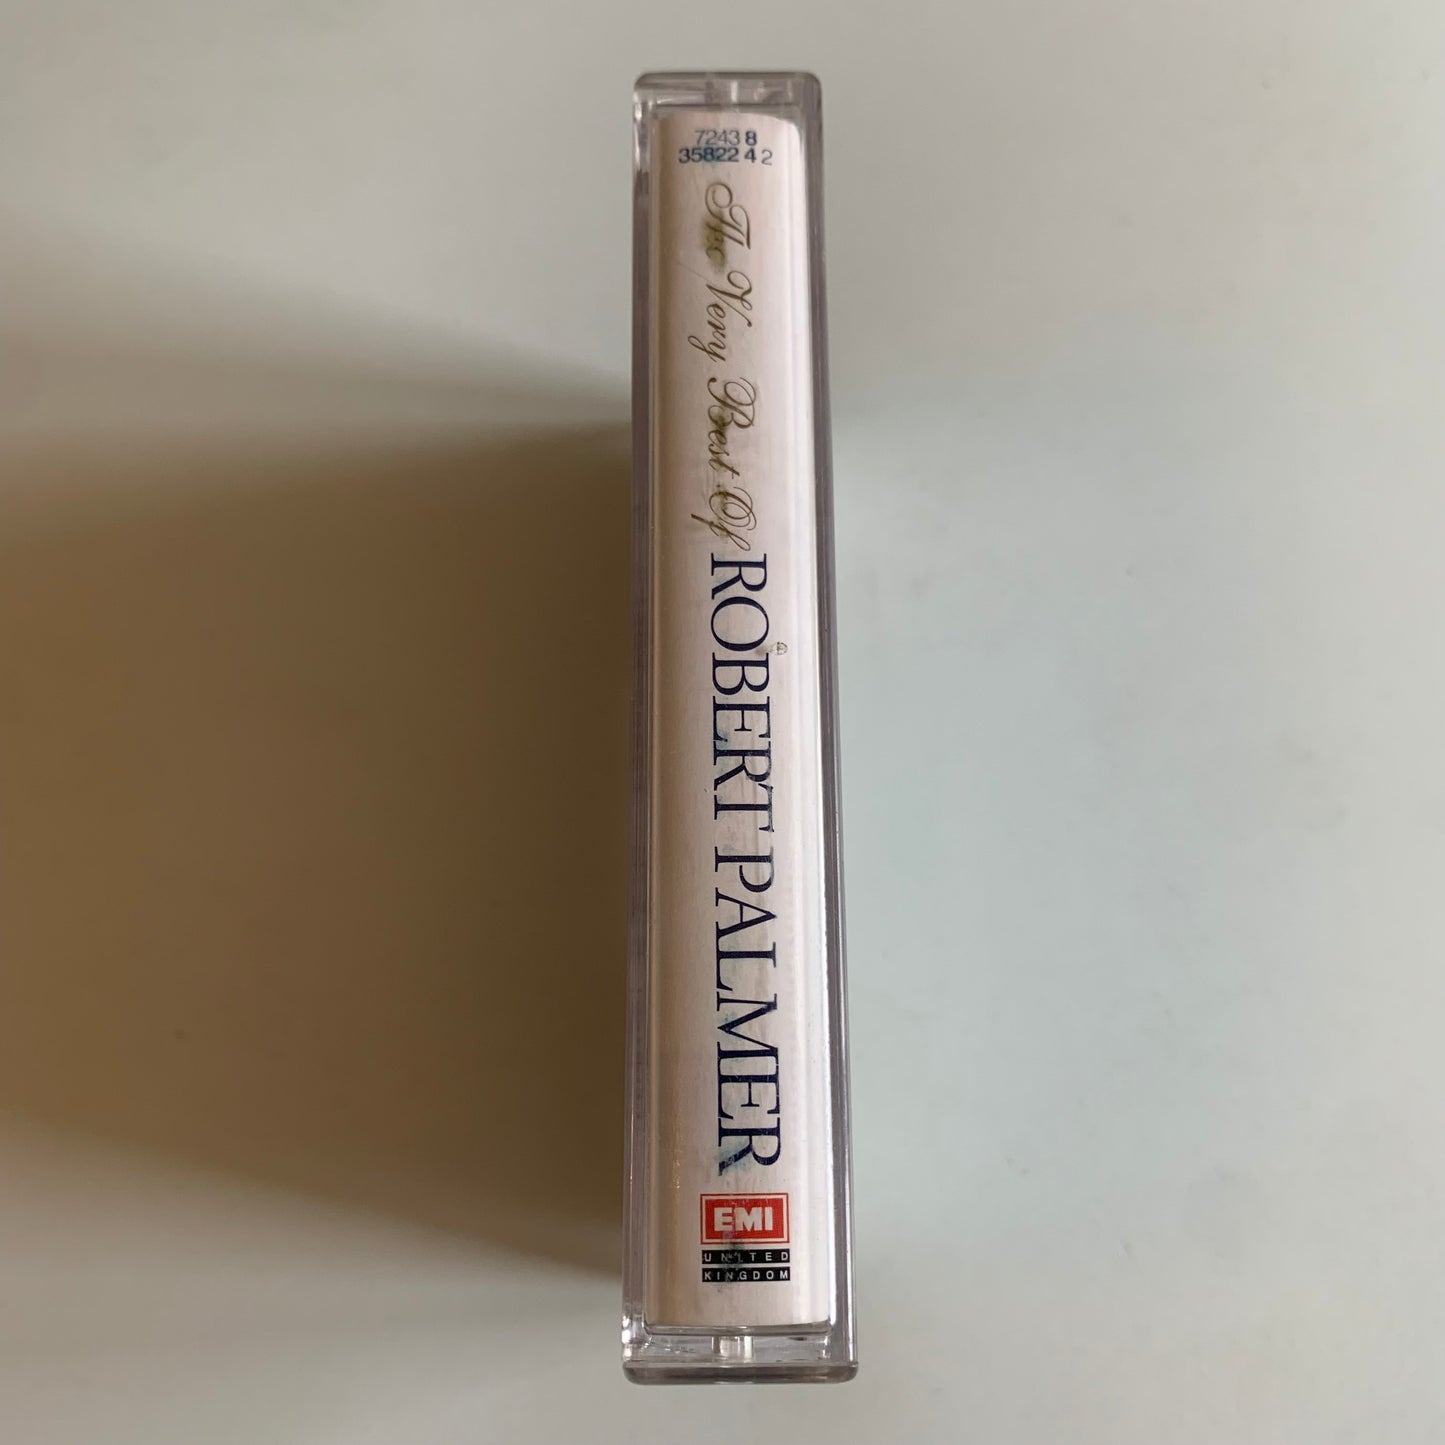 7243 8
35822 4 2
The Very Best Of ROBERT PALMER
EMI
UNITED
KINGDOM